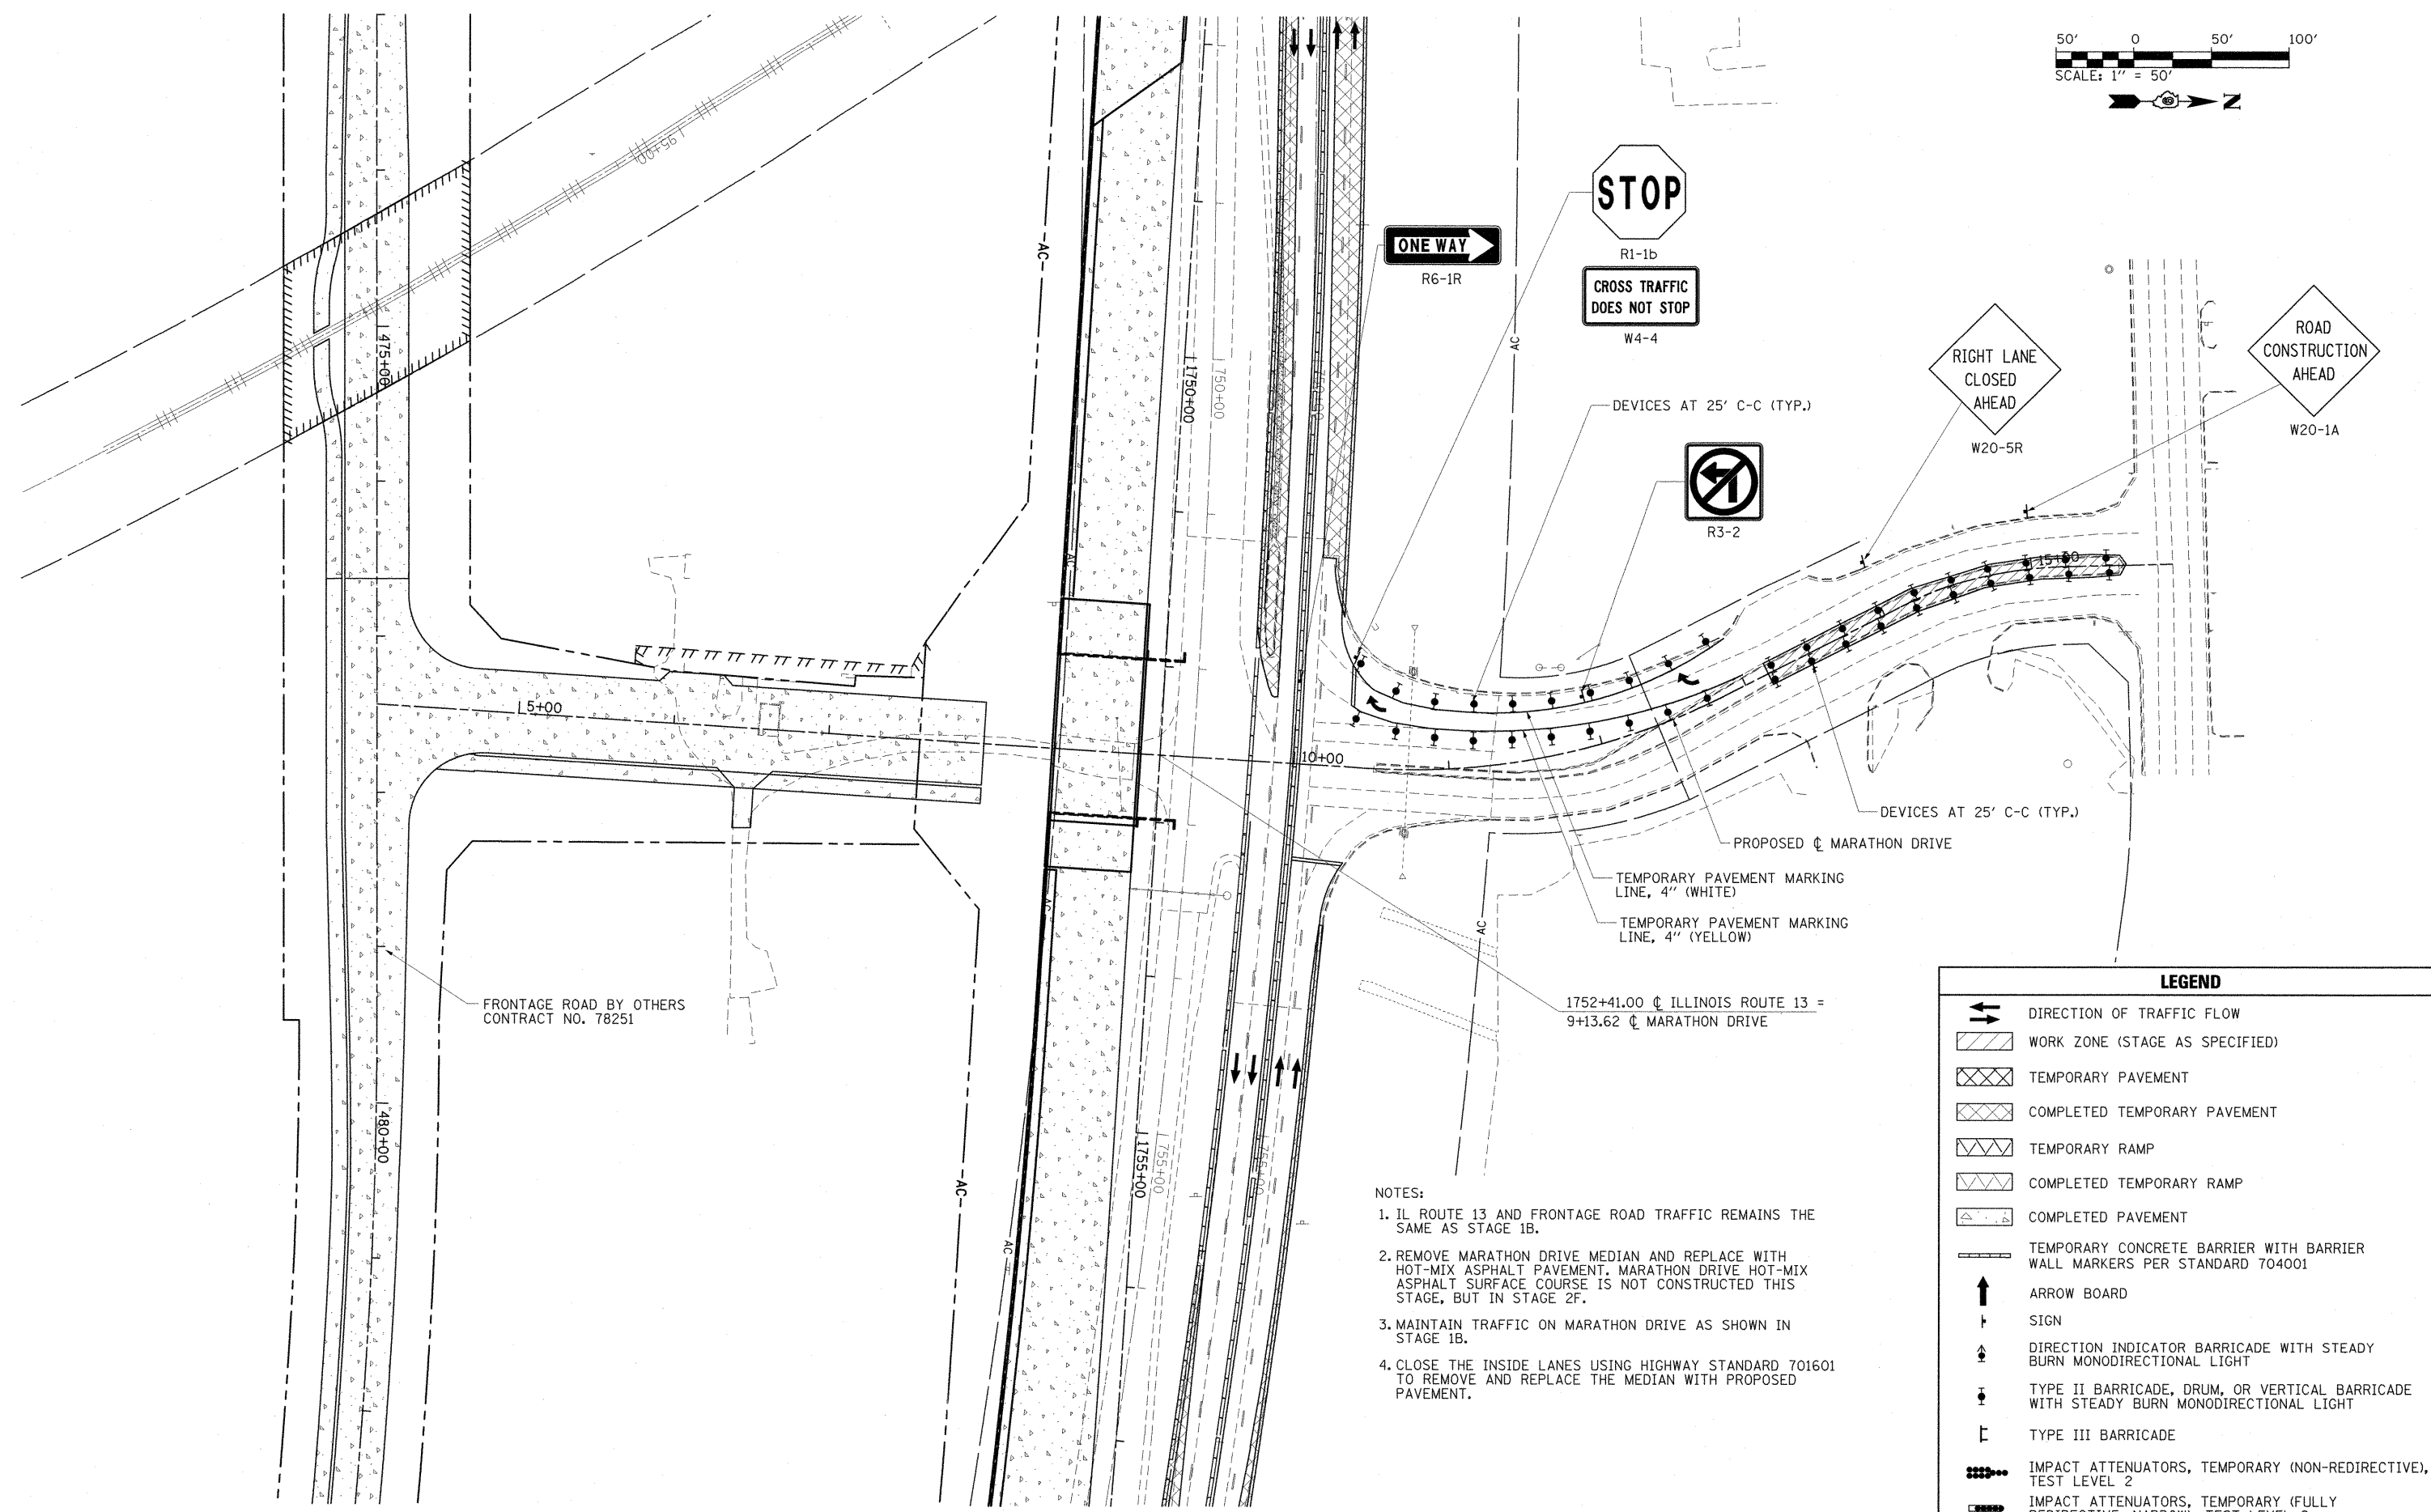 50' 0 50' 100'
SCALE: 1" = 50'
N
95+00
475+00
AC
AC
1750+00
750+00
750+00
STOP
R1-1b
ONE WAY
R6-1R
CROSS TRAFFIC
DOES NOT STOP
W4-4
RIGHT LANE
CLOSED
AHEAD
W20-5R
ROAD
CONSTRUCTION
AHEAD
W20-1A
DEVICES AT 25' C-C (TYP.)
R3-2
AC
15+00
5+00
10+00
DEVICES AT 25' C-C (TYP.)
PROPOSED ℄ MARATHON DRIVE
TEMPORARY PAVEMENT MARKING
LINE, 4" (WHITE)
TEMPORARY PAVEMENT MARKING
LINE, 4" (YELLOW)
AC
AC
FRONTAGE ROAD BY OTHERS
CONTRACT NO. 78251
1752+41.00 ℄ ILLINOIS ROUTE 13 =
9+13.62 ℄ MARATHON DRIVE
480+00
1755+00
755+00
755+00
AC
AC
NOTES:
1. IL ROUTE 13 AND FRONTAGE ROAD TRAFFIC REMAINS THE
SAME AS STAGE 1B.
2. REMOVE MARATHON DRIVE MEDIAN AND REPLACE WITH
HOT-MIX ASPHALT PAVEMENT. MARATHON DRIVE HOT-MIX
ASPHALT SURFACE COURSE IS NOT CONSTRUCTED THIS
STAGE, BUT IN STAGE 2F.
3. MAINTAIN TRAFFIC ON MARATHON DRIVE AS SHOWN IN
STAGE 1B.
4. CLOSE THE INSIDE LANES USING HIGHWAY STANDARD 701601
TO REMOVE AND REPLACE THE MEDIAN WITH PROPOSED
PAVEMENT.
LEGEND
DIRECTION OF TRAFFIC FLOW
WORK ZONE (STAGE AS SPECIFIED)
TEMPORARY PAVEMENT
COMPLETED TEMPORARY PAVEMENT
TEMPORARY RAMP
COMPLETED TEMPORARY RAMP
COMPLETED PAVEMENT
TEMPORARY CONCRETE BARRIER WITH BARRIER
WALL MARKERS PER STANDARD 704001
ARROW BOARD
SIGN
DIRECTION INDICATOR BARRICADE WITH STEADY
BURN MONODIRECTIONAL LIGHT
TYPE II BARRICADE, DRUM, OR VERTICAL BARRICADE
WITH STEADY BURN MONODIRECTIONAL LIGHT
TYPE III BARRICADE
IMPACT ATTENUATORS, TEMPORARY (NON-REDIRECTIVE),
TEST LEVEL 2
IMPACT ATTENUATORS, TEMPORARY (FULLY